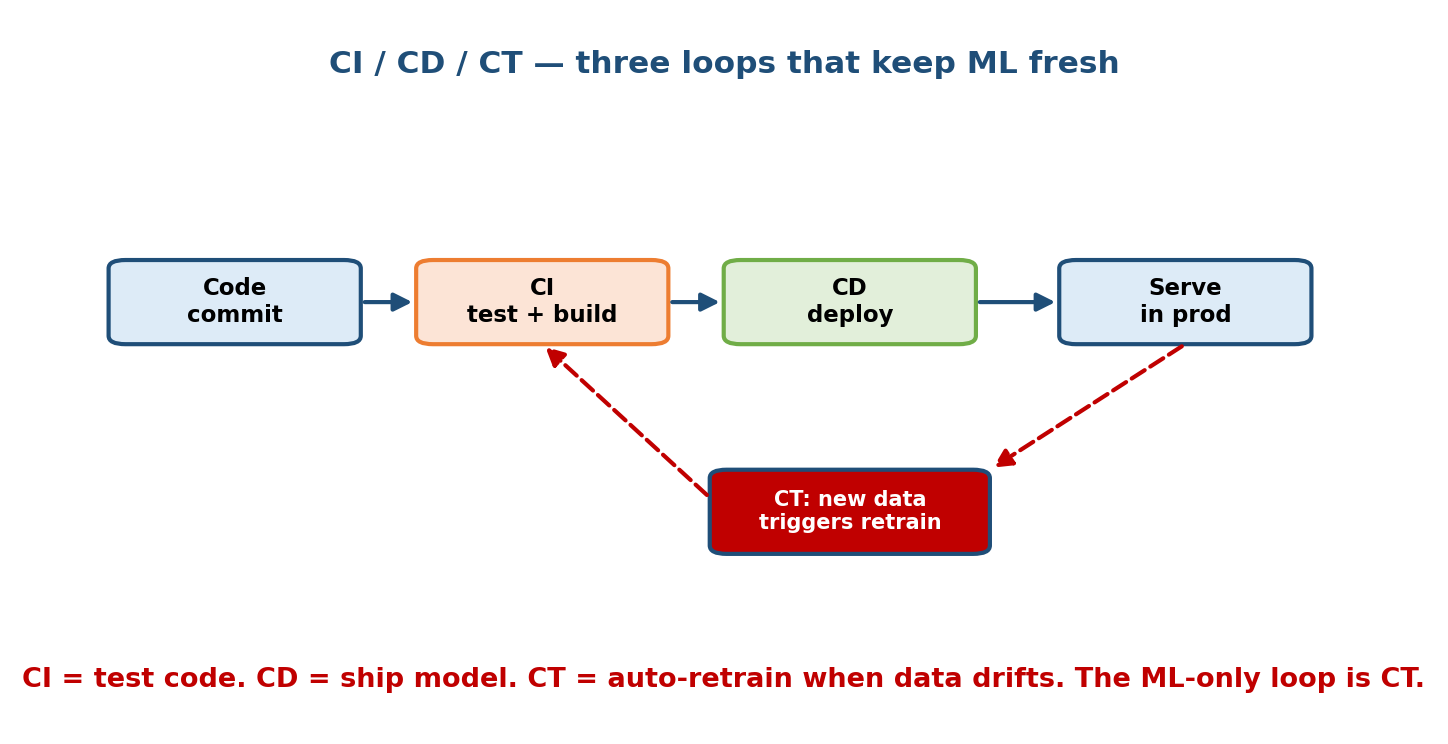 CI / CD / CT — three loops that keep ML fresh
Code
commit
CI
test + build
CD
deploy
Serve
in prod
CT: new data
triggers retrain
CI = test code. CD = ship model. CT = auto-retrain when data drifts. The ML-only loop is CT.